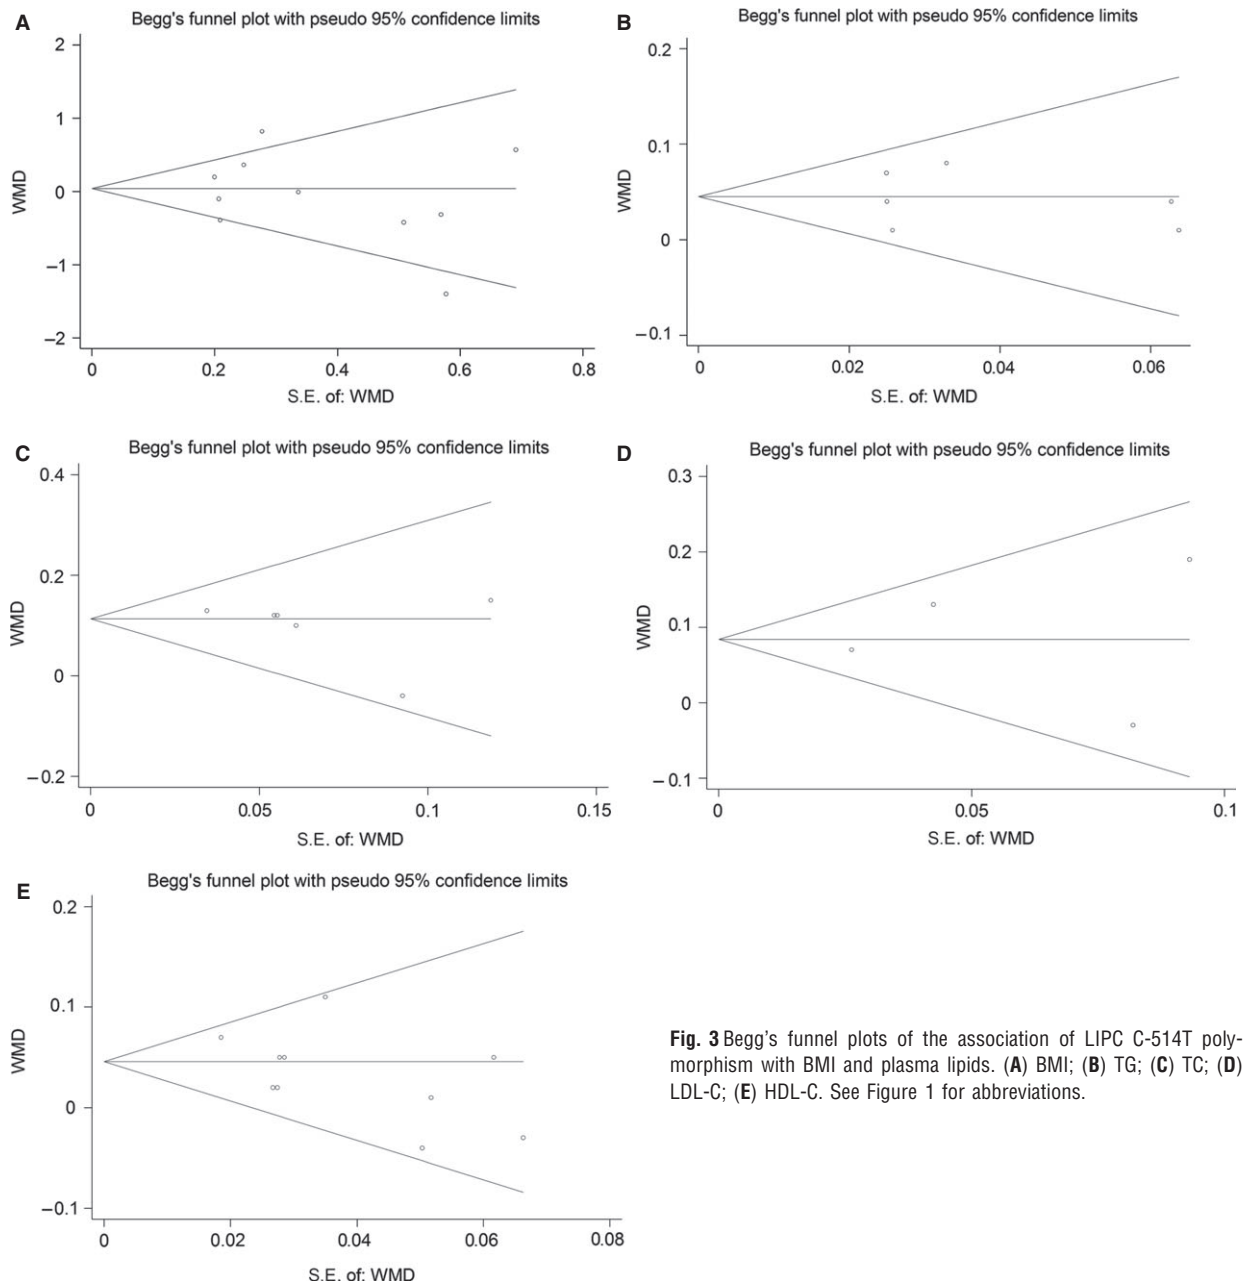 A
Begg's funnel plot with pseudo 95% confidence limits
2
1
0
−1
−2
WMD
0 0.2 0.4 0.6 0.8
S.E. of: WMD
B
Begg's funnel plot with pseudo 95% confidence limits
0.2
0.1
0
−0.1
WMD
0 0.02 0.04 0.06
S.E. of: WMD
C
Begg's funnel plot with pseudo 95% confidence limits
0.4
0.2
0
−0.2
WMD
0 0.05 0.1 0.15
S.E. of: WMD
D
Begg's funnel plot with pseudo 95% confidence limits
0.3
0.2
0.1
0
−0.1
WMD
0 0.05 0.1
S.E. of: WMD
E
Begg's funnel plot with pseudo 95% confidence limits
0.2
0.1
0
−0.1
WMD
0 0.02 0.04 0.06 0.08
S.E. of: WMD
Fig. 3 Begg's funnel plots of the association of LIPC C-514T poly-
morphism with BMI and plasma lipids. (A) BMI; (B) TG; (C) TC; (D)
LDL-C; (E) HDL-C. See Figure 1 for abbreviations.